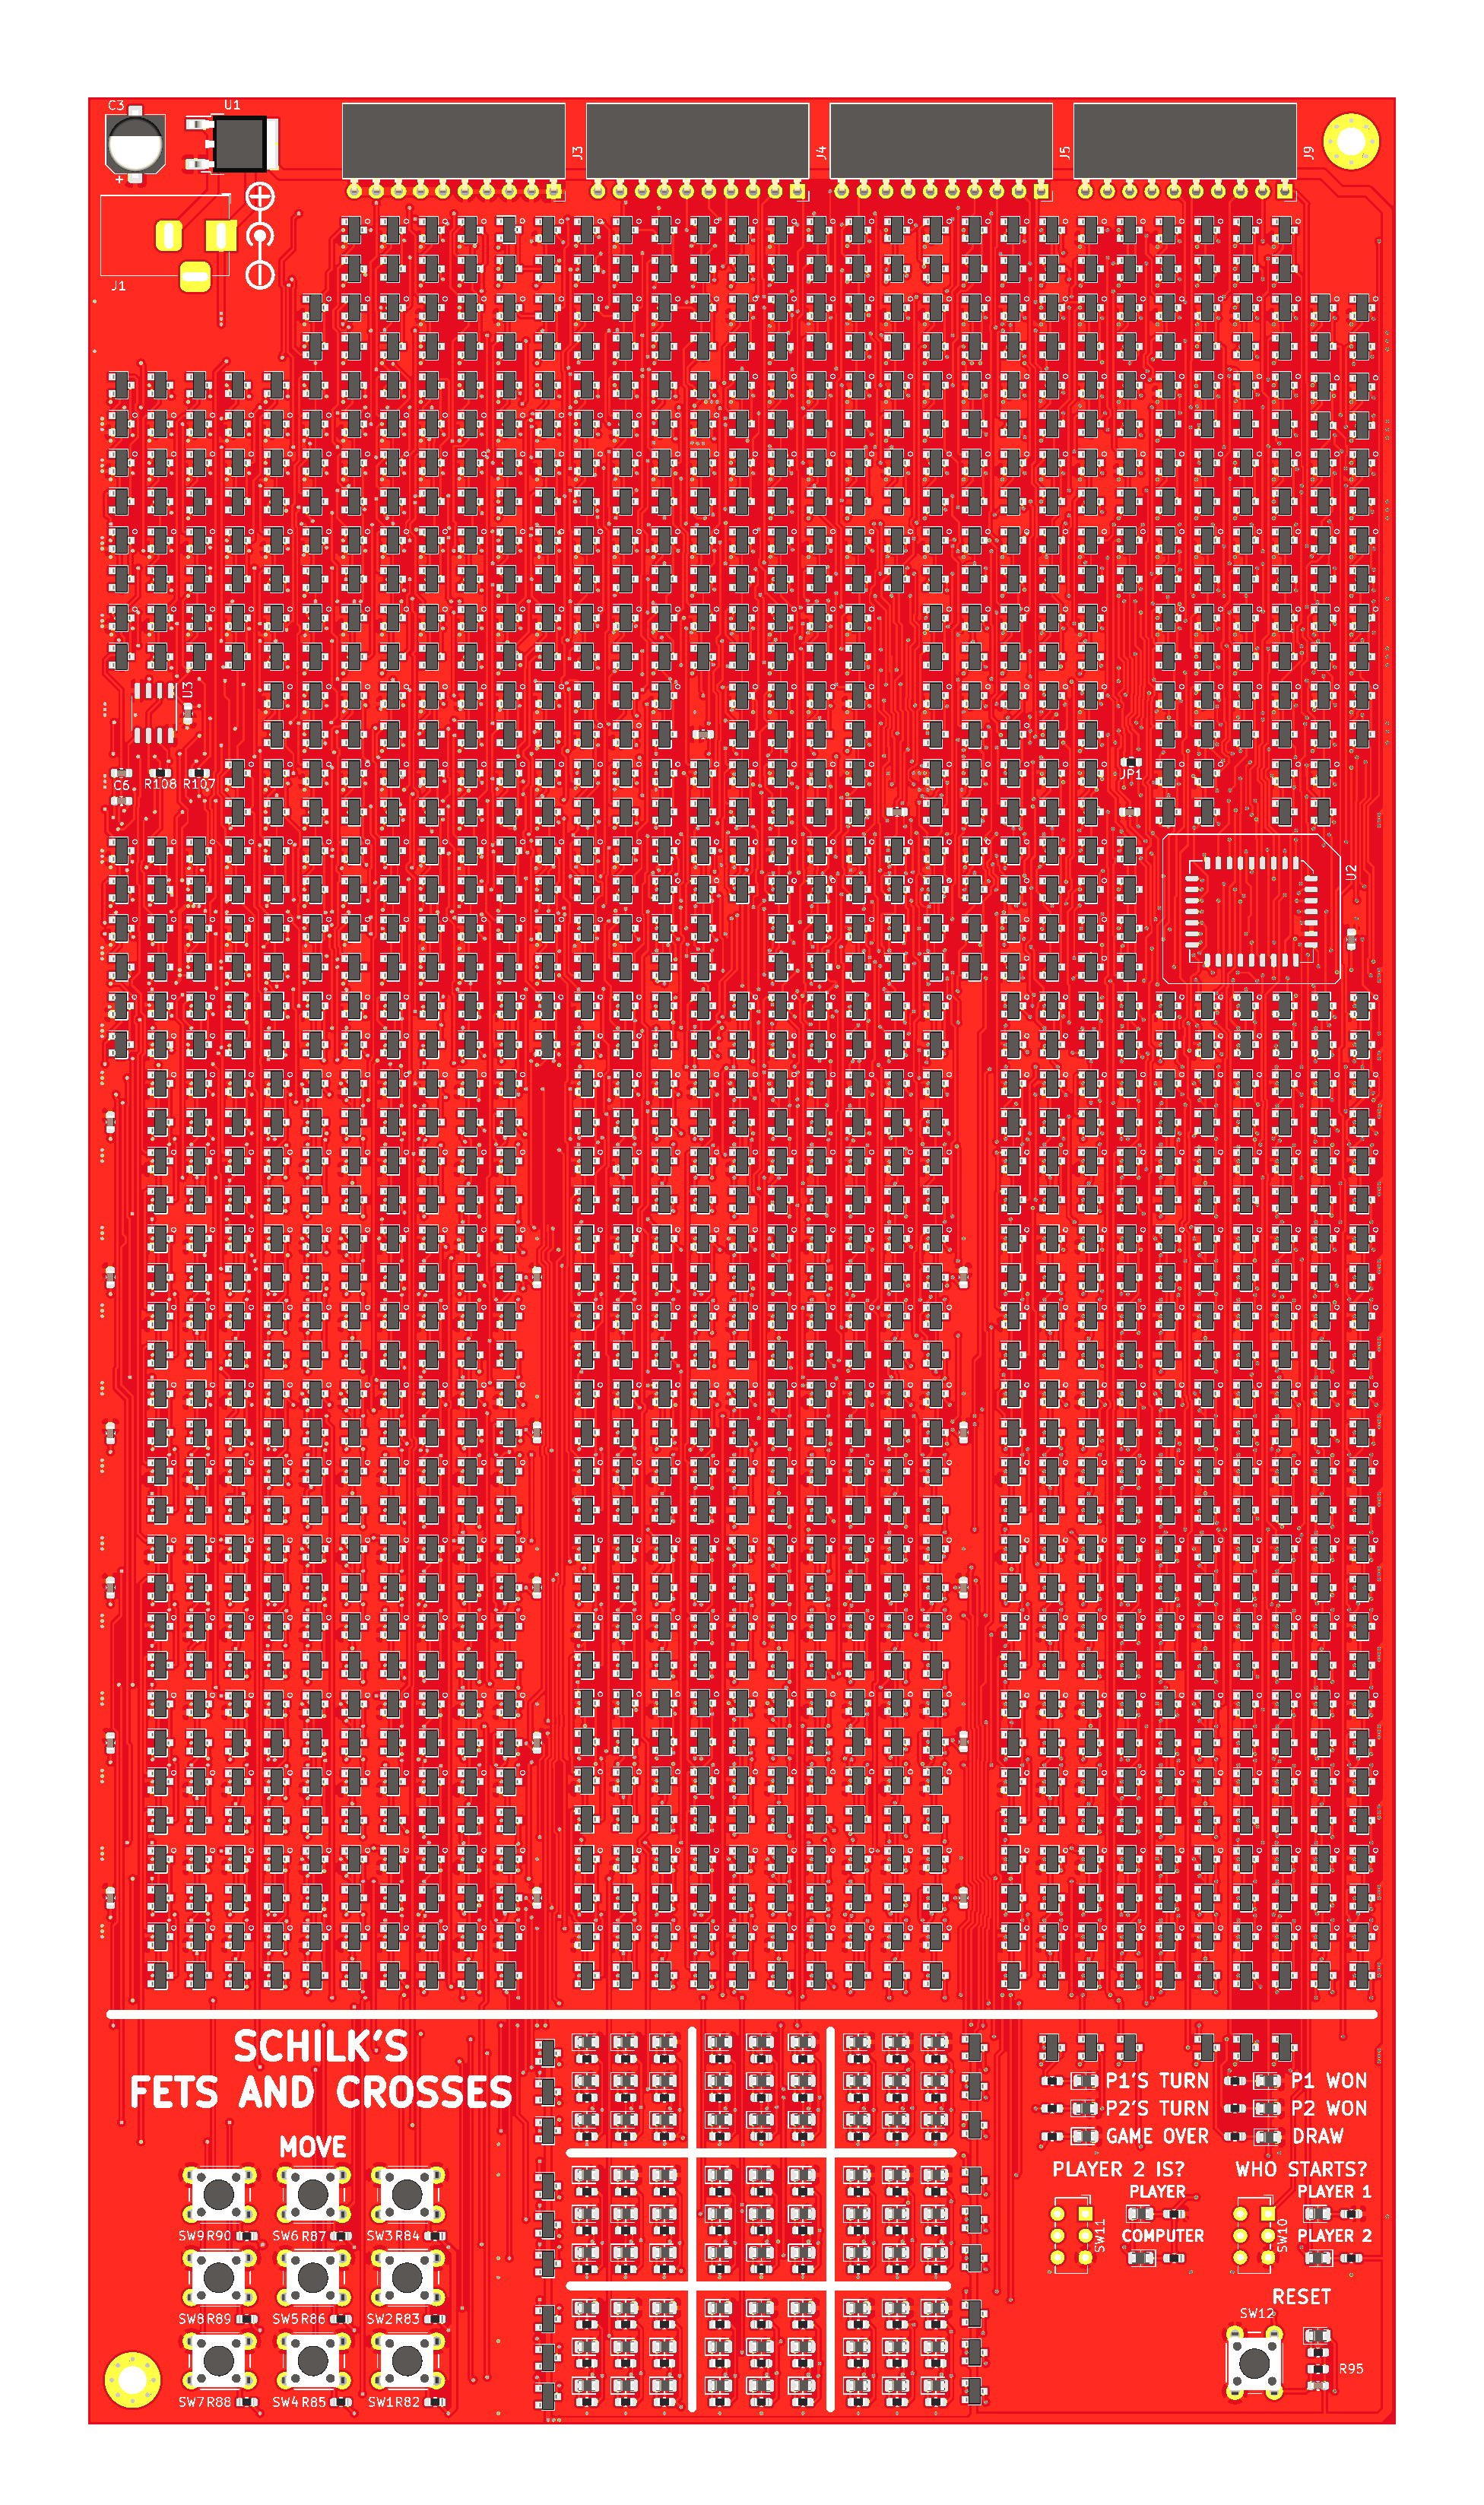 C3
U1
+
J3
J4
J5
J9
J1
U3
C6
R108
R107
JP1
U2
SCHILK'S
FETS AND CROSSES
MOVE
SW9 R90
SW6 R87
SW3 R84
SW8 R89
SW5 R86
SW2 R83
SW7 R88
SW4 R85
SW1 R82
P1'S TURN
P1 WON
P2'S TURN
P2 WON
GAME OVER
DRAW
PLAYER 2 IS?
WHO STARTS?
PLAYER
PLAYER 1
SW11
COMPUTER
SW10
PLAYER 2
RESET
SW12
R95